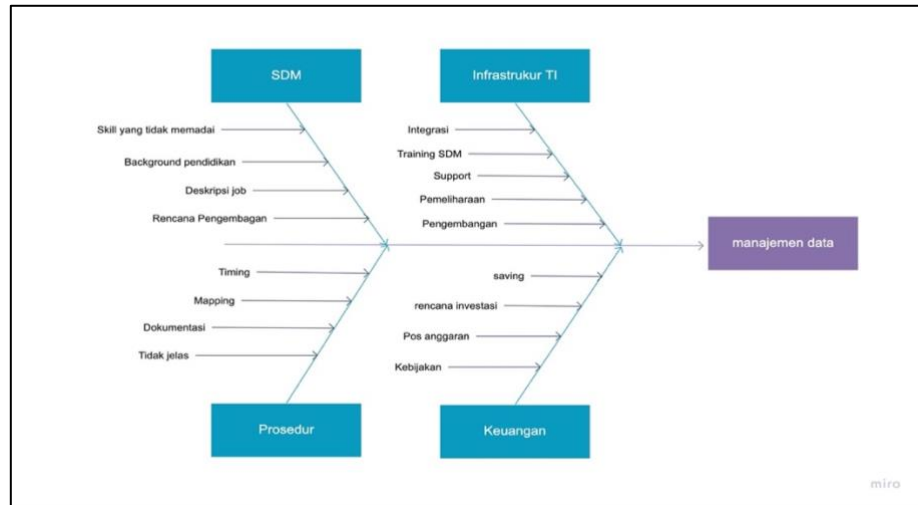 SDM
Infrastrukur TI
Skill yang tidak memadai
Background pendidikan
Deskripsi job
Rencana Pengembagan
Integrasi
Training SDM
Support
Pemeliharaan
Pengembangan
manajemen data
Timing
Mapping
Dokumentasi
Tidak jelas
saving
rencana investasi
Pos anggaran
Kebijakan
Prosedur
Keuangan
miro